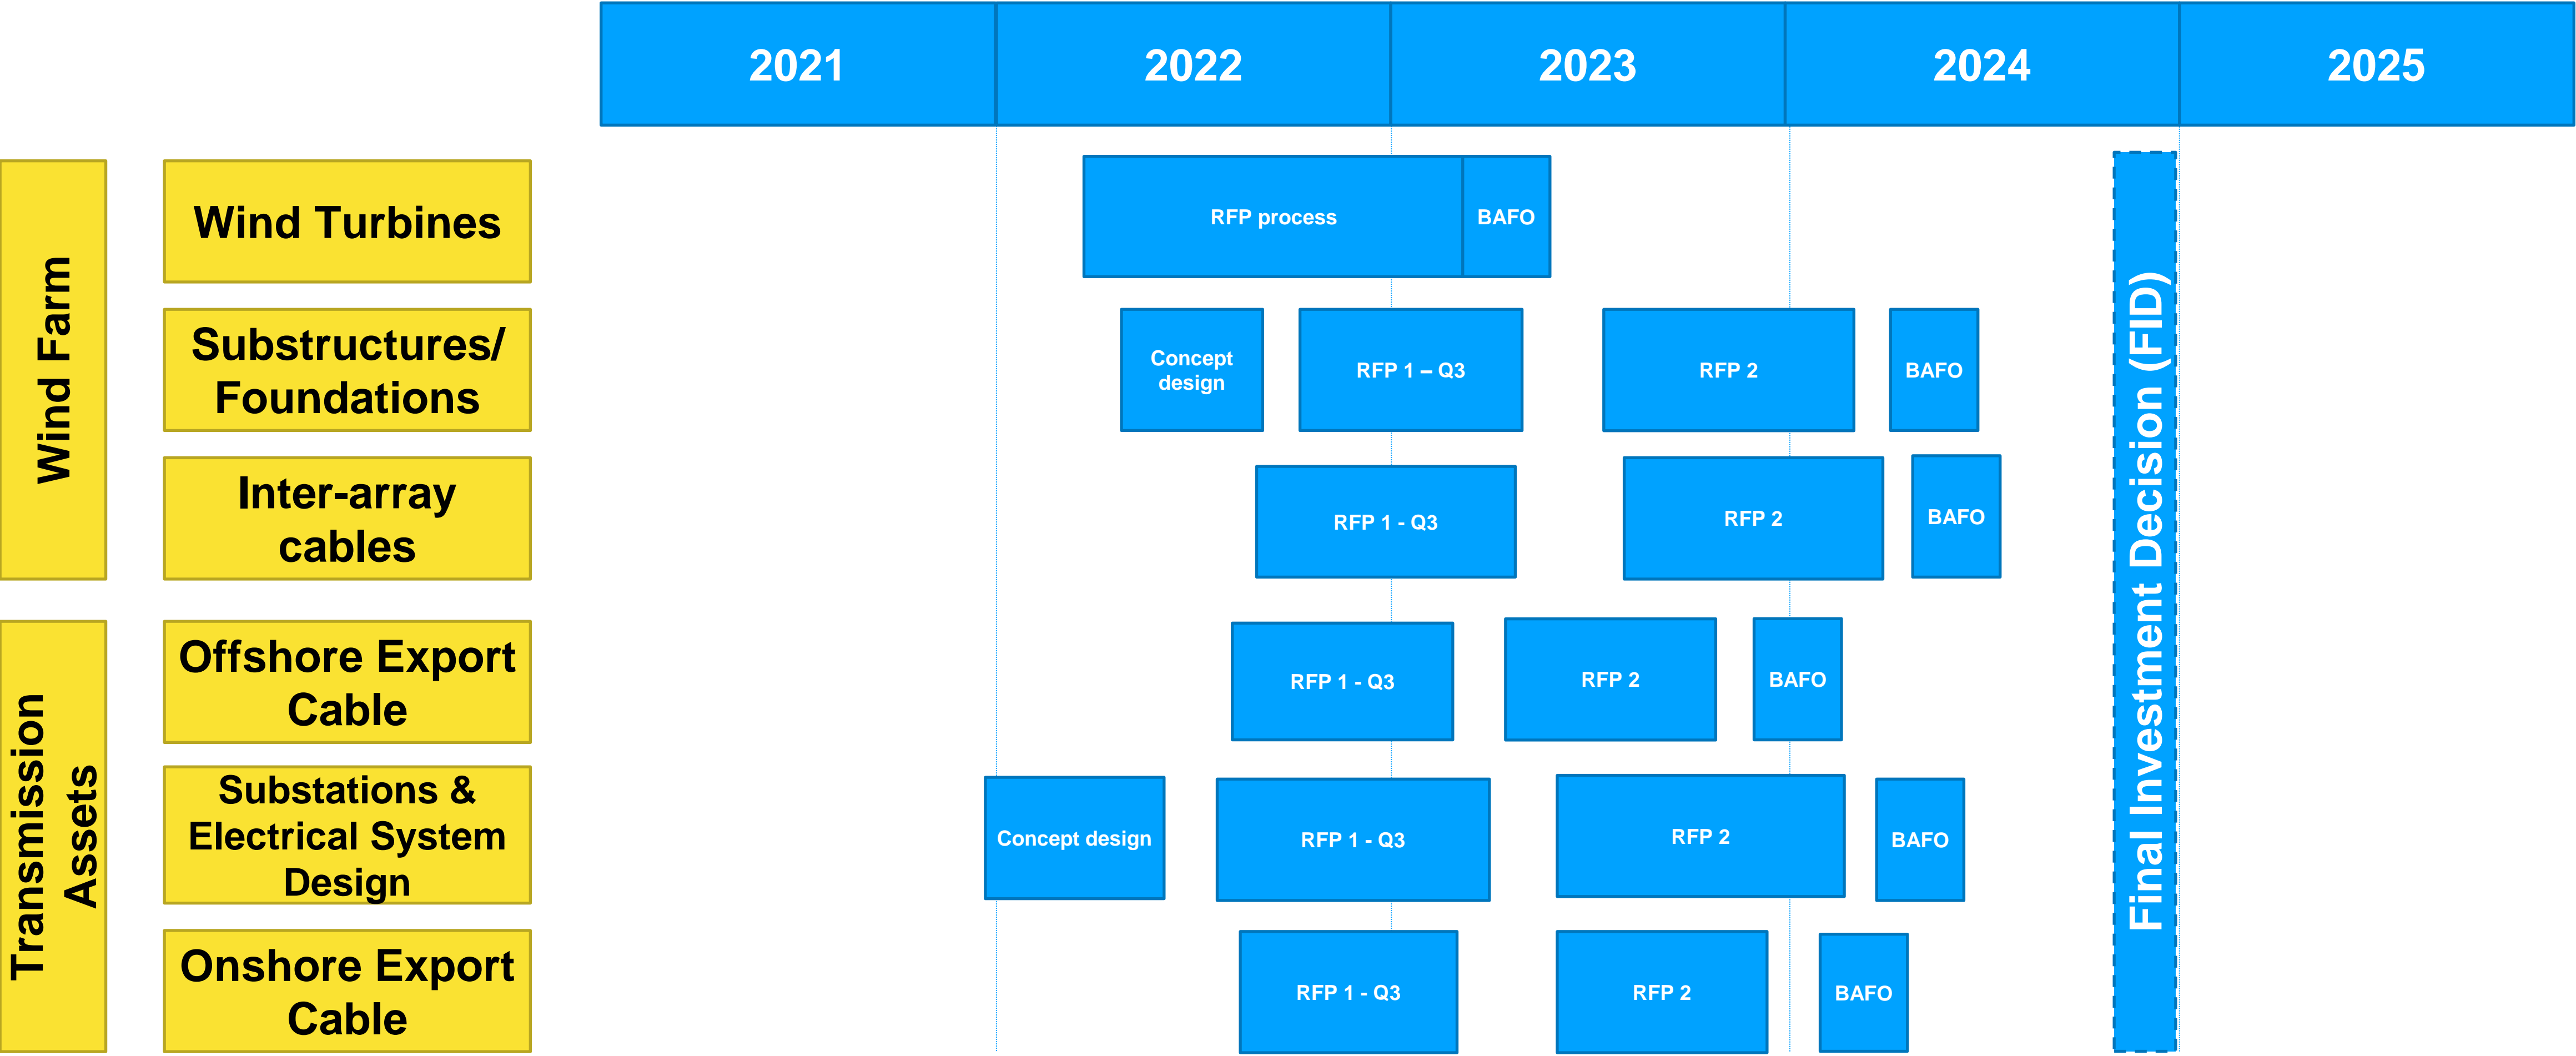 2021
2022
2023
2024
2025
Wind Farm
Wind Turbines
RFP process
BAFO
Substructures/
Foundations
Concept
design
RFP 1 – Q3
RFP 2
BAFO
Inter-array
cables
RFP 1 - Q3
RFP 2
BAFO
Transmission
Assets
Offshore Export
Cable
RFP 1 - Q3
RFP 2
BAFO
Substations &
Electrical System
Design
Concept design
RFP 1 - Q3
RFP 2
BAFO
Onshore Export
Cable
RFP 1 - Q3
RFP 2
BAFO
Final Investment Decision (FID)